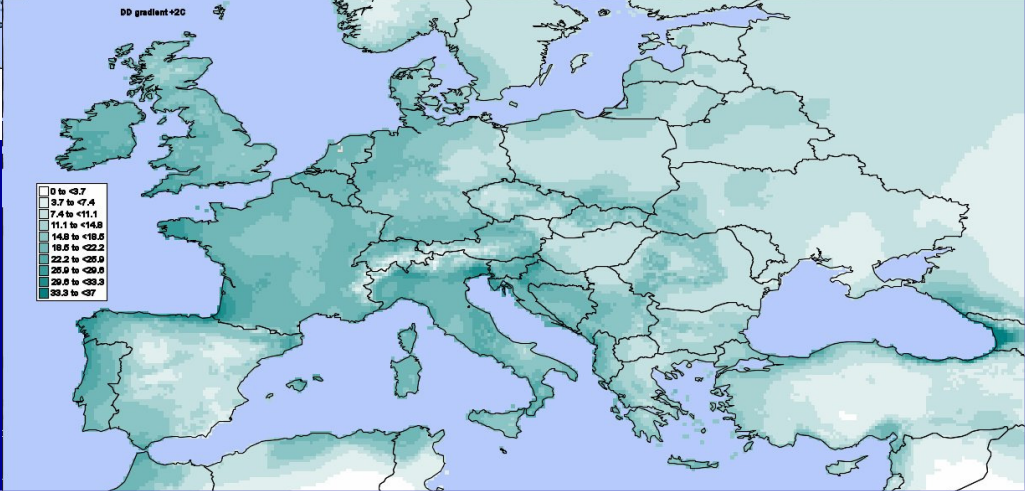 DD gradient +2C
0 to <3.7
3.7 to <7.4
7.4 to <11.1
11.1 to <14.8
14.8 to <18.5
18.5 to <22.2
22.2 to <25.9
25.9 to <29.6
29.6 to <33.3
33.3 to <37